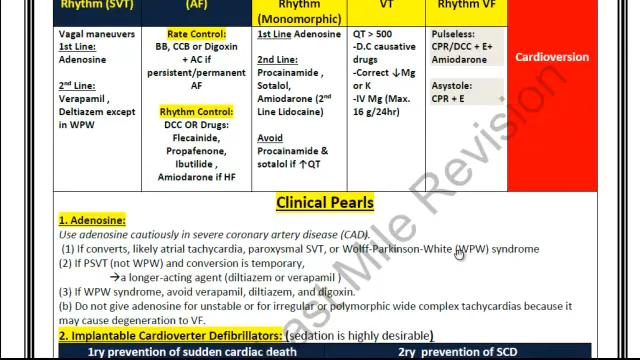 Rhythm (SVT)
(AF)
Rhythm
(Monomorphic)
VT
Rhythm VF
Vagal maneuvers
1st Line:
Adenosine
2nd Line:
Verapamil ,
Diltiazem except
in WPW
Rate Control:
BB, CCB or Digoxin
+ AC if
persistent/permanent
AF
Rhythm Control:
DCC OR Drugs:
Flecainide,
Propafenone,
Ibutilide ,
Amiodarone if HF
1st Line Adenosine
2nd Line:
Procainamide ,
Sotalol,
Amiodarone (2nd
Line Lidocaine)
Avoid
Procainamide &
sotalol if ↑QT
QT > 500
-D.C causative
drugs
-Correct ↓Mg
or K
-IV Mg (Max.
16 g/24hr)
Pulseless:
CPR/DCC + E+
Amiodarone
Asystole:
CPR + E
Cardioversion
Clinical Pearls
1. Adenosine:
Use adenosine cautiously in severe coronary artery disease (CAD).
(1) If converts, likely atrial tachycardia, paroxysmal SVT, or Wolff-Parkinson-White (WPW) syndrome
(2) If PSVT (not WPW) and conversion is temporary,
→a longer-acting agent (diltiazem or verapamil )
(3) If WPW syndrome, avoid verapamil, diltiazem, and digoxin.
(b) Do not give adenosine for unstable or for irregular or polymorphic wide complex tachycardias because it
may cause degeneration to VF.
2. Implantable Cardioverter Defibrillators: (sedation is highly desirable)
1ry prevention of sudden cardiac death
2ry prevention of SCD
Last Mile Revision